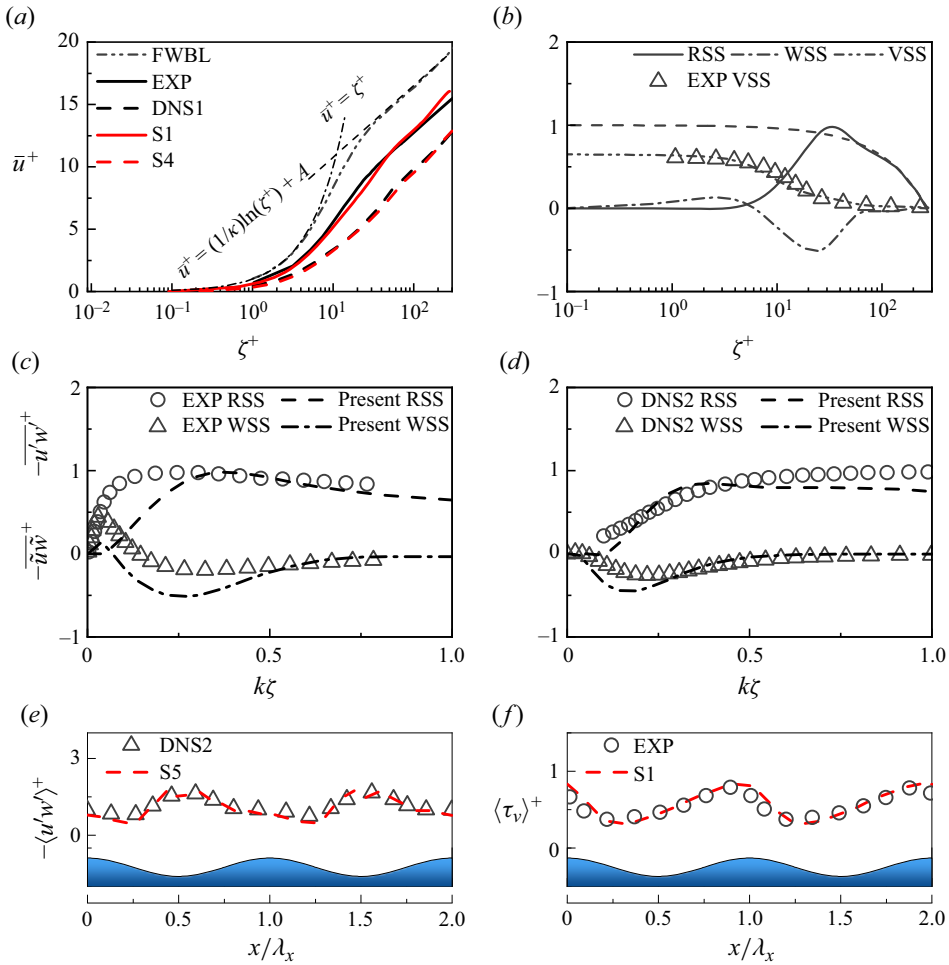 (a)
20
15
10
5
0
u̅⁺
FWBL
EXP
DNS1
S1
S4
u̅⁺ = ζ⁺
u̅⁺ = (1/κ)ln(ζ⁺) + A
10⁻² 10⁻¹ 10⁰ 10¹ 10²
ζ⁺
(b)
RSS WSS VSS
EXP VSS
2
1
0
−1
10⁻¹ 10⁰ 10¹ 10²
ζ⁺
(c)
EXP RSS Present RSS
EXP WSS Present WSS
−u′w′⁺
−ũw̃⁺
2
1
0
−1
0 0.5 1.0
kζ
(d)
DNS2 RSS Present RSS
DNS2 WSS Present WSS
2
1
0
−1
0 0.5 1.0
kζ
(e)
DNS2
S5
−⟨u′w′⟩⁺
3
0
0 0.5 1.0 1.5 2.0
x/λₓ
(f)
EXP
S1
⟨τᵥ⟩⁺
1
0
0 0.5 1.0 1.5 2.0
x/λₓ